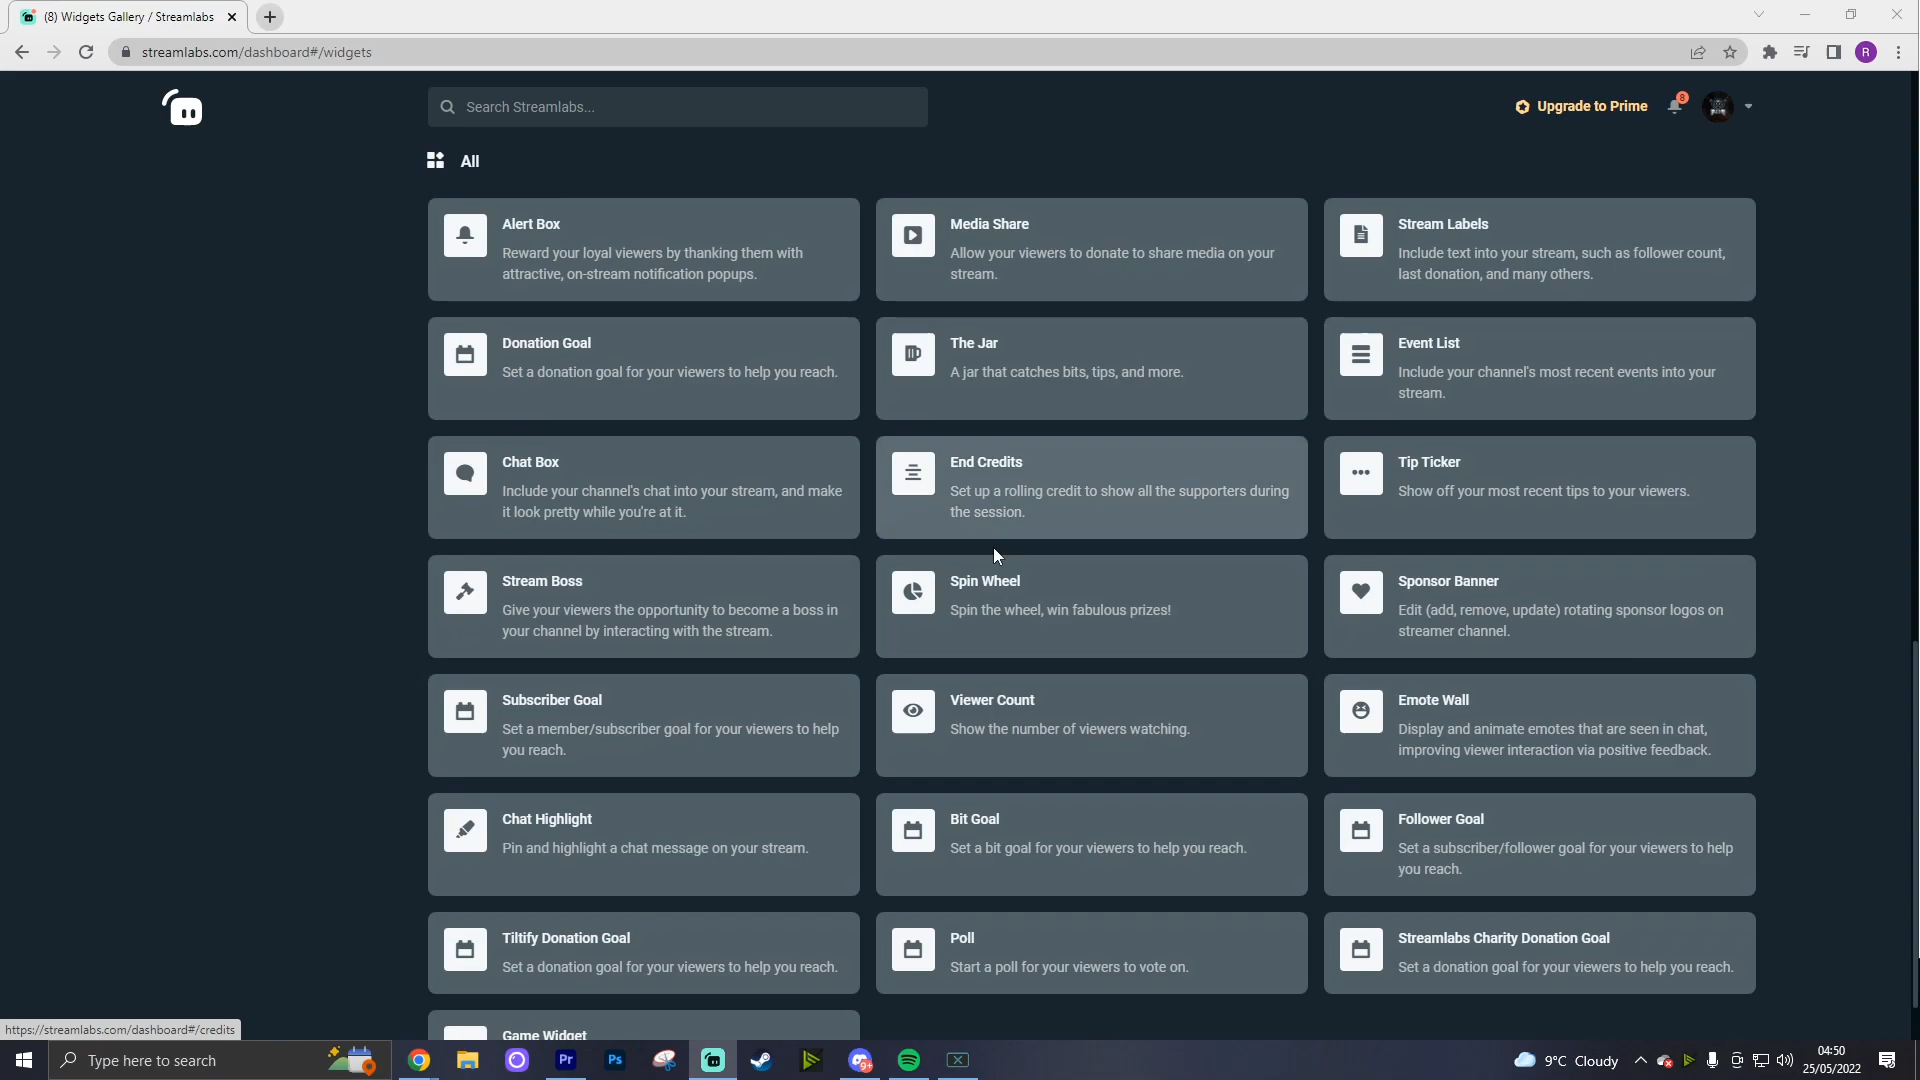 (8) Widgets Gallery / Streamlabs
streamlabs.com/dashboard#/widgets
R
Search Streamlabs...
Upgrade to Prime
8
All
Alert Box
Reward your loyal viewers by thanking them with
attractive, on-stream notification popups.
Media Share
Allow your viewers to donate to share media on your
stream.
Stream Labels
Include text into your stream, such as follower count,
last donation, and many others.
Donation Goal
Set a donation goal for your viewers to help you reach.
The Jar
A jar that catches bits, tips, and more.
Event List
Include your channel's most recent events into your
stream.
Chat Box
Include your channel's chat into your stream, and make
it look pretty while you're at it.
End Credits
Set up a rolling credit to show all the supporters during
the session.
Tip Ticker
Show off your most recent tips to your viewers.
Stream Boss
Give your viewers the opportunity to become a boss in
your channel by interacting with the stream.
Spin Wheel
Spin the wheel, win fabulous prizes!
Sponsor Banner
Edit (add, remove, update) rotating sponsor logos on
streamer channel.
Subscriber Goal
Set a member/subscriber goal for your viewers to help
you reach.
Viewer Count
Show the number of viewers watching.
Emote Wall
Display and animate emotes that are seen in chat,
improving viewer interaction via positive feedback.
Chat Highlight
Pin and highlight a chat message on your stream.
Bit Goal
Set a bit goal for your viewers to help you reach.
Follower Goal
Set a subscriber/follower goal for your viewers to help
you reach.
Tiltify Donation Goal
Set a donation goal for your viewers to help you reach.
Poll
Start a poll for your viewers to vote on.
Streamlabs Charity Donation Goal
Set a donation goal for your viewers to help you reach.
Game Widget
https://streamlabs.com/dashboard#/credits
Type here to search
Pr
Ps
9+
9°C Cloudy
04:50
25/05/2022